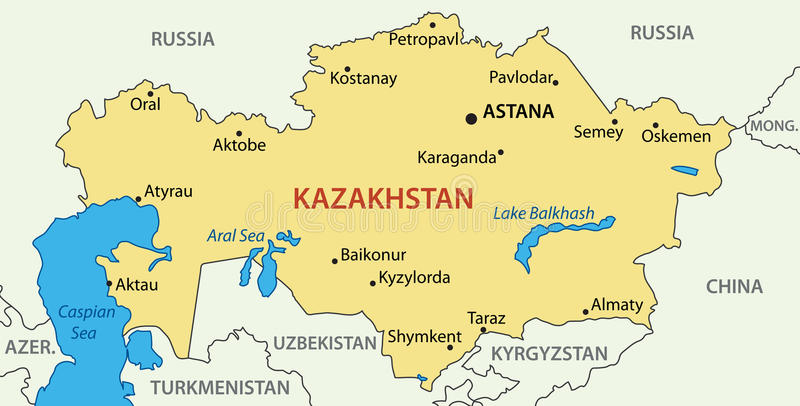 RUSSIA
RUSSIA
Petropavl
Kostanay
Pavlodar
Oral
ASTANA
Aktobe
Semey
Oskemen
MONG.
Karaganda
Atyrau
KAZAKHSTAN
Aral Sea
Lake Balkhash
Baikonur
Kyzylorda
Aktau
CHINA
Caspian
Sea
Almaty
Taraz
Shymkent
UZBEKISTAN
AZER.
KYRGYZSTAN
TURKMENISTAN
dreamstime